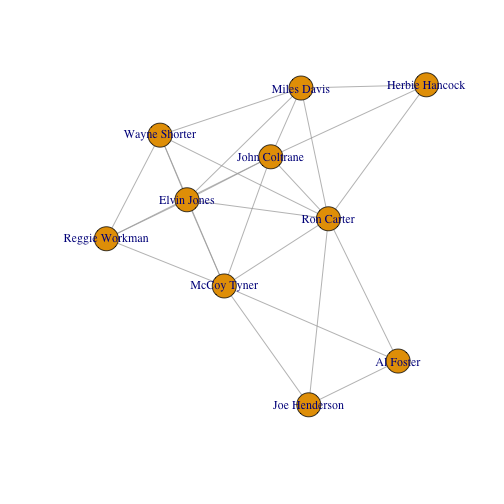 Herbie Hancock
Miles Davis
Wayne Shorter
John Coltrane
Elvin Jones
Ron Carter
Reggie Workman
McCoy Tyner
Al Foster
Joe Henderson